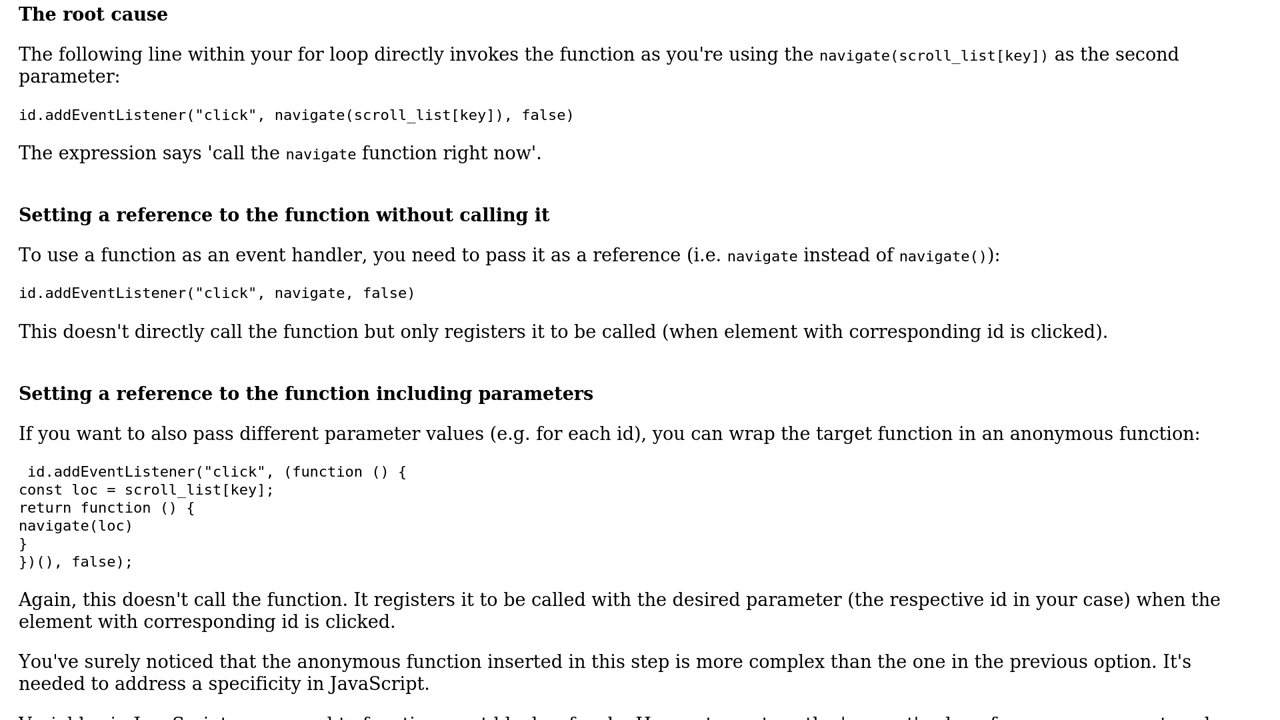 The root cause
The following line within your for loop directly invokes the function as you're using the navigate(scroll_list[key]) as the second
parameter:
id.addEventListener("click", navigate(scroll_list[key]), false)
The expression says 'call the navigate function right now'.
Setting a reference to the function without calling it
To use a function as an event handler, you need to pass it as a reference (i.e. navigate instead of navigate()):
id.addEventListener("click", navigate, false)
This doesn't directly call the function but only registers it to be called (when element with corresponding id is clicked).
Setting a reference to the function including parameters
If you want to also pass different parameter values (e.g. for each id), you can wrap the target function in an anonymous function:
id.addEventListener("click", (function () {
const loc = scroll_list[key];
return function () {
navigate(loc)
}
})(), false);
Again, this doesn't call the function. It registers it to be called with the desired parameter (the respective id in your case) when the
element with corresponding id is clicked.
You've surely noticed that the anonymous function inserted in this step is more complex than the one in the previous option. It's
needed to address a specificity in JavaScript.